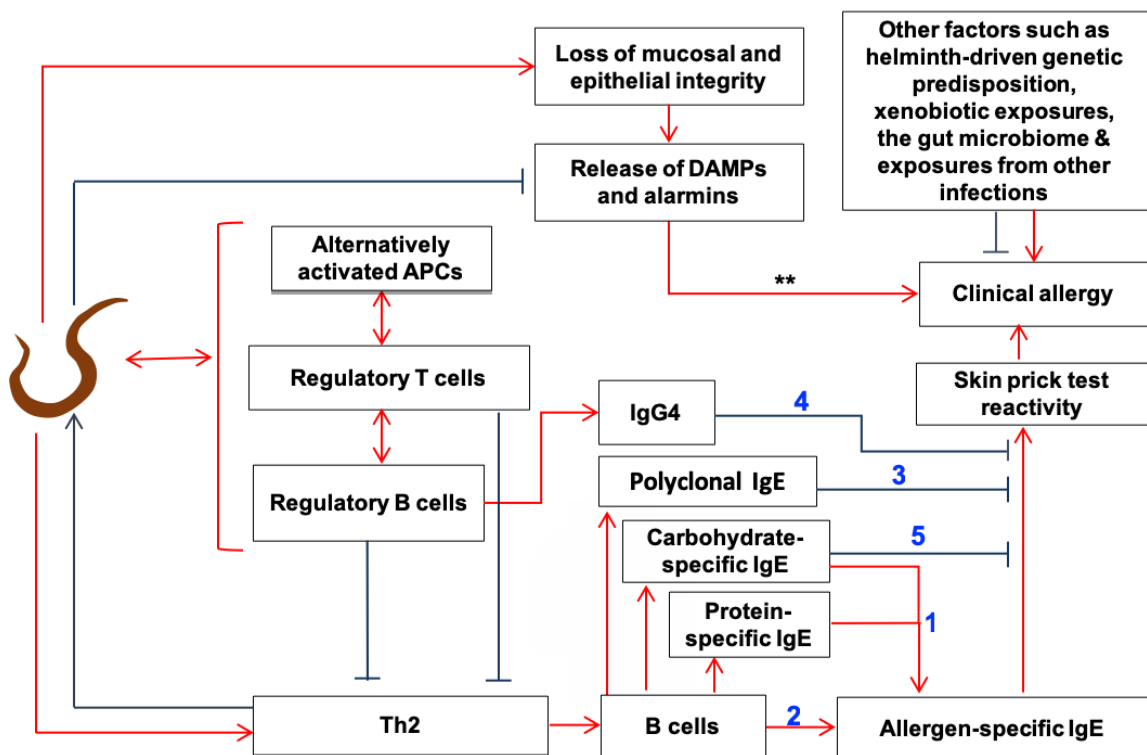 Loss of mucosal and
epithelial integrity
Other factors such as
helminth-driven genetic
predisposition,
xenobiotic exposures,
the gut microbiome &
exposures from other
infections
Release of DAMPs
and alarmins
Alternatively
activated APCs
**
Clinical allergy
Regulatory T cells
Skin prick test
reactivity
IgG4
4
Regulatory B cells
Polyclonal IgE
3
Carbohydrate-
specific IgE
5
Protein-
specific IgE
1
Th2
B cells
2
Allergen-specific IgE